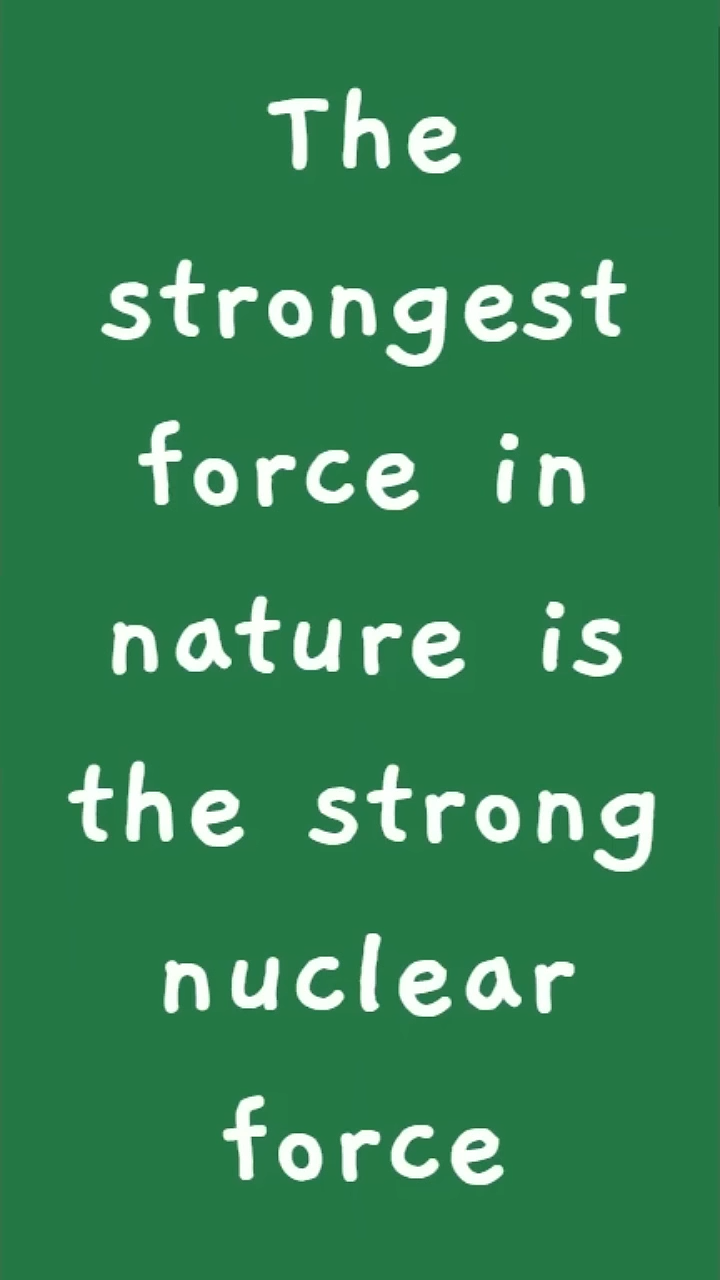 The
strongest
force in
nature is
the strong
nuclear
force